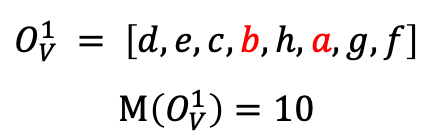 O_V^1 = [d, e, c, b, h, a, g, f]
M(O_V^1) = 10